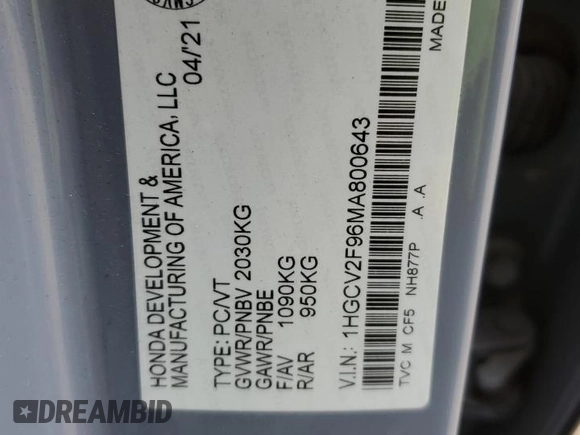 HONDA DEVELOPMENT &
MANUFACTURING OF AMERICA, LLC
04/'21
TYPE: PC/VT
GVWR/PNBV 2030KG
GAWR/PNBE
F/AV 1090KG
R/AR 950KG
V.I.N.: 1HGCV2F96MA800643
MADE
TVC M CF5 NH877P .A .A
DREAMBID